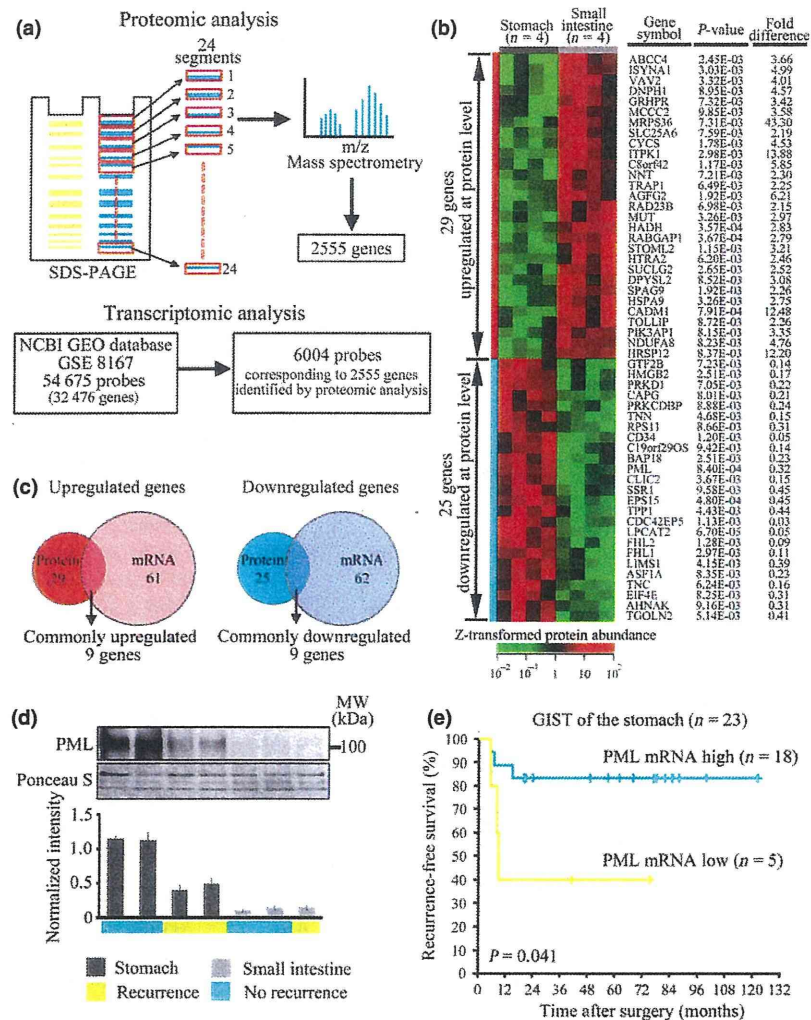 (a)
Proteomic analysis
24
segments
1
2
3
4
5
24
SDS-PAGE
m/z
Mass spectrometry
2555 genes
Transcriptomic analysis
NCBI GEO database
GSE 8167
54 675 probes
(32 476 genes)
6004 probes
corresponding to 2555 genes
identified by proteomic analysis
(b)
Stomach
(n = 4)
Small
intestine
(n = 4)
Gene symbol P-value Fold difference
ABCC4 2.45E-03 3.66
ISYNA1 3.03E-03 4.99
VAV2 3.32E-03 4.01
DNPH1 8.95E-03 4.57
GRHPR 7.32E-03 3.42
MCCC2 9.85E-03 3.58
MRPS36 7.31E-03 43.30
SLC25A6 7.59E-03 2.19
CYCS 1.78E-03 4.53
ITPK1 2.98E-03 13.88
C8orf42 1.17E-03 5.85
NNT 7.21E-03 2.30
TRAP1 6.49E-03 2.25
AGFG2 1.92E-03 6.21
RAD23B 6.98E-03 2.15
MUT 3.26E-03 2.97
HADH 3.57E-04 2.83
RABGAP1 3.67E-04 2.79
STOML2 1.15E-03 3.21
HTRA2 6.20E-03 2.46
SUCLG2 2.65E-03 2.52
DPYSL2 8.52E-03 3.08
SPAG9 1.92E-03 2.26
HSPA9 3.26E-03 2.75
CADM1 7.91E-04 12.48
TOLLIP 8.72E-03 2.26
PIK3AP1 8.15E-03 3.35
NDUFA8 8.23E-03 4.76
HRSP12 8.37E-03 12.20
GTF2B 7.23E-03 0.14
HMGB2 2.51E-03 0.17
PRKD1 7.05E-03 0.22
CAPG 8.01E-03 0.21
PRKCDBP 8.88E-03 0.24
TNN 4.68E-03 0.15
RPS11 8.66E-03 0.31
CD34 1.20E-03 0.05
C19orf29OS 9.42E-03 0.14
BAP18 2.51E-03 0.23
PML 8.40E-04 0.32
CLIC2 3.67E-03 0.15
SSR1 9.58E-03 0.45
EPS15 4.80E-04 0.45
TPP1 4.43E-03 0.44
CDC42EP5 1.13E-03 0.03
LPCAT2 6.70E-05 0.05
FHL2 1.28E-03 0.09
FHL1 2.97E-03 0.11
LIMS1 4.15E-03 0.39
ASF1A 8.35E-03 0.23
TNC 6.24E-03 0.16
EIF4E 8.25E-03 0.31
AHNAK 9.16E-03 0.31
TGOLN2 5.14E-03 0.41
29 genes
upregulated at protein level
25 genes
downregulated at protein level
Z-transformed protein abundance
10⁻² 10⁻¹ 1 10¹ 10²
(c)
Upregulated genes
Protein
29
mRNA
61
Commonly upregulated
9 genes
Downregulated genes
Protein
25
mRNA
62
Commonly downregulated
9 genes
(d)
MW
(kDa)
PML
100
Ponceau S
Normalized intensity
1.5
1.0
0.5
0
Stomach
Small intestine
Recurrence
No recurrence
(e)
GIST of the stomach (n = 23)
Recurrence-free survival (%)
100
90
80
70
60
50
40
30
20
10
0
PML mRNA high (n = 18)
PML mRNA low (n = 5)
P = 0.041
0 12 24 36 48 60 72 84 96 108 120 132
Time after surgery (months)